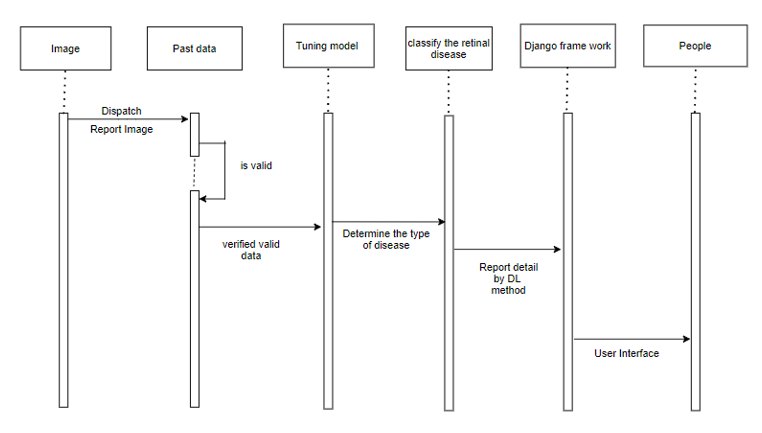 Image
Past data
Tuning model
classify the retinal
disease
Django frame work
People
Dispatch
Report Image
is valid
verified valid
data
Determine the type
of disease
Report detail
by DL
method
User Interface